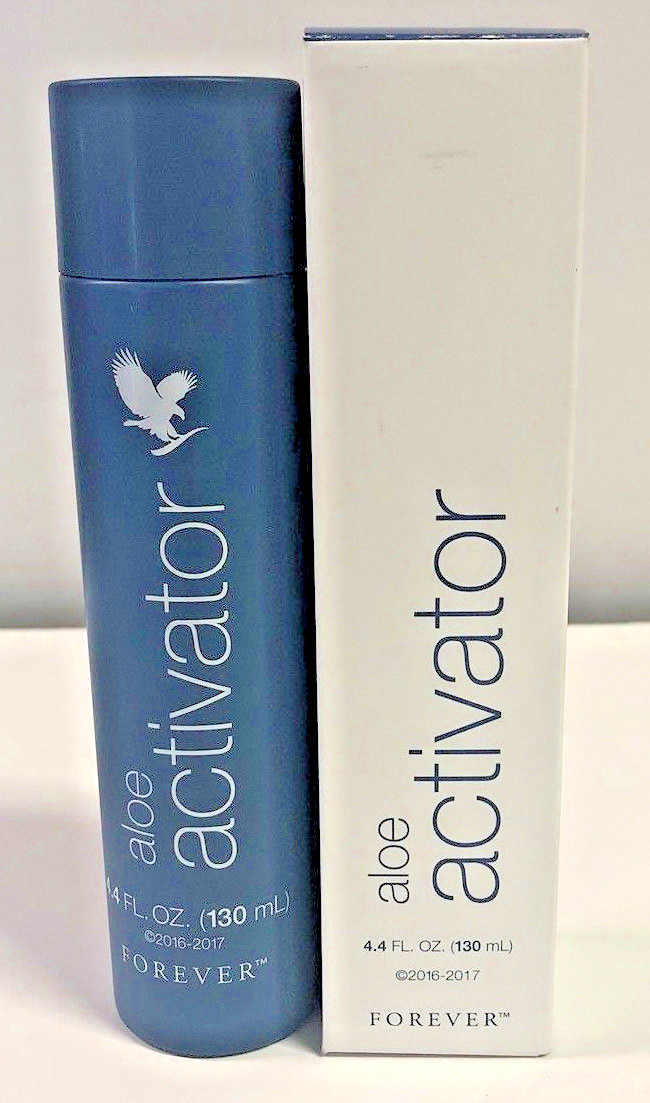 aloe
activator
4.4 FL. OZ. (130 mL)
©2016-2017
FOREVER™
aloe
activator
4.4 FL. OZ. (130 mL)
©2016-2017
FOREVER™